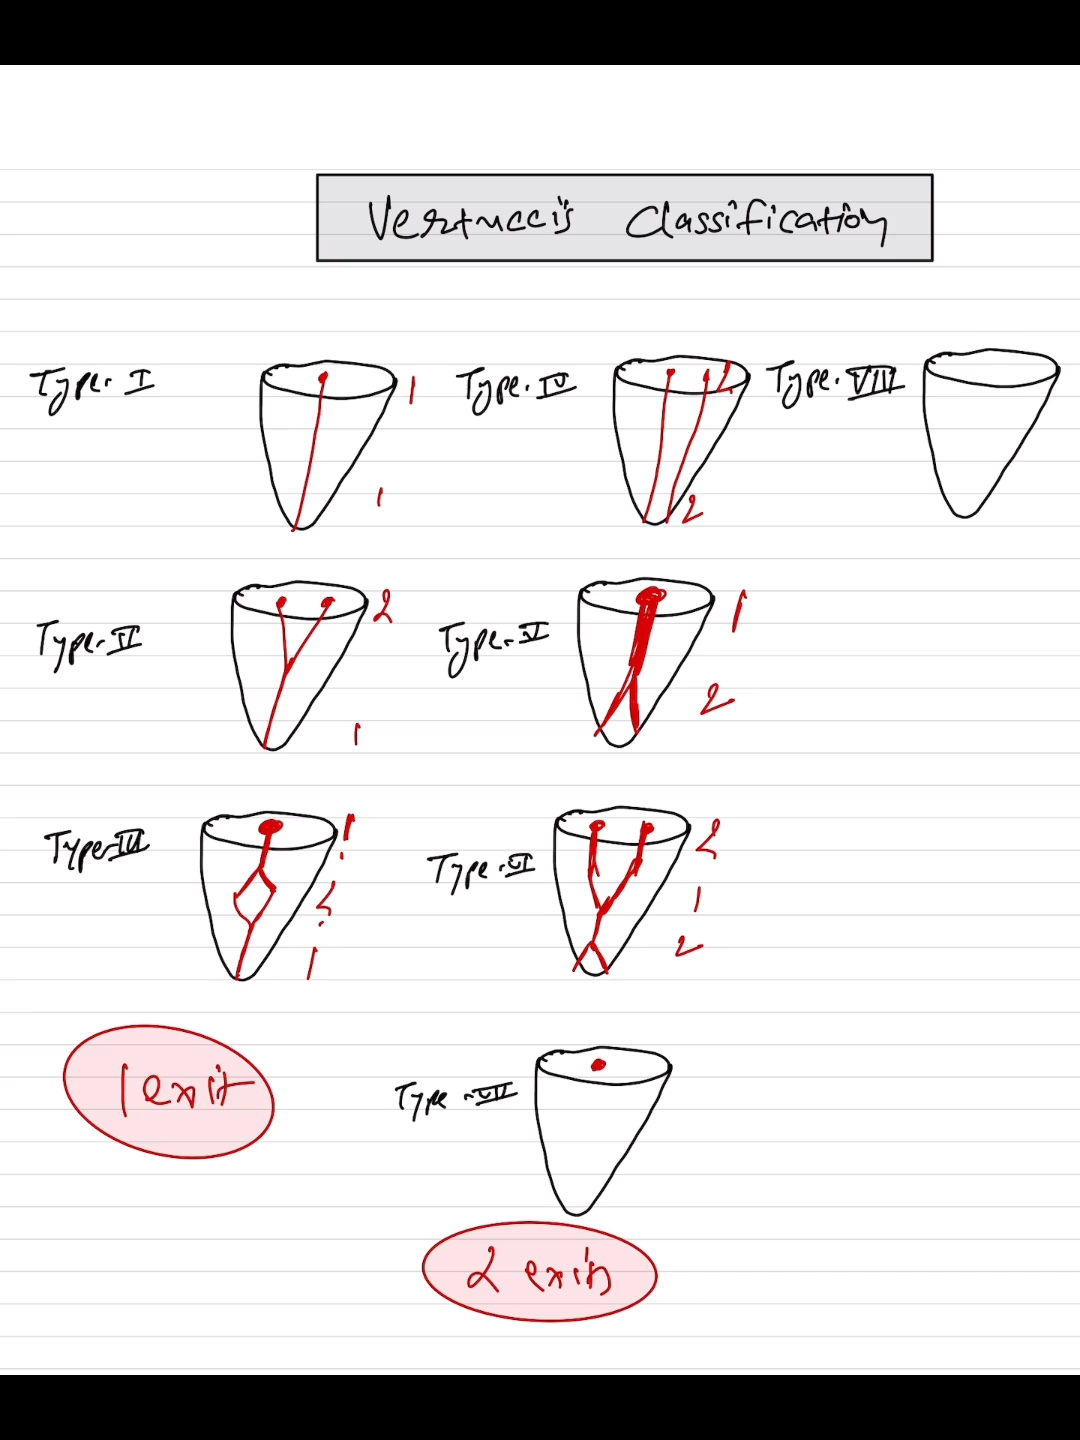 Vertucci's Classification
Type- I
1
1
Type- IV
2
2
Type- VIII
Type-II
2
1
Type-V
1
2
Type-III
1
2
1
Type-VI
2
1
2
1 exit
Type-VII
2 exits